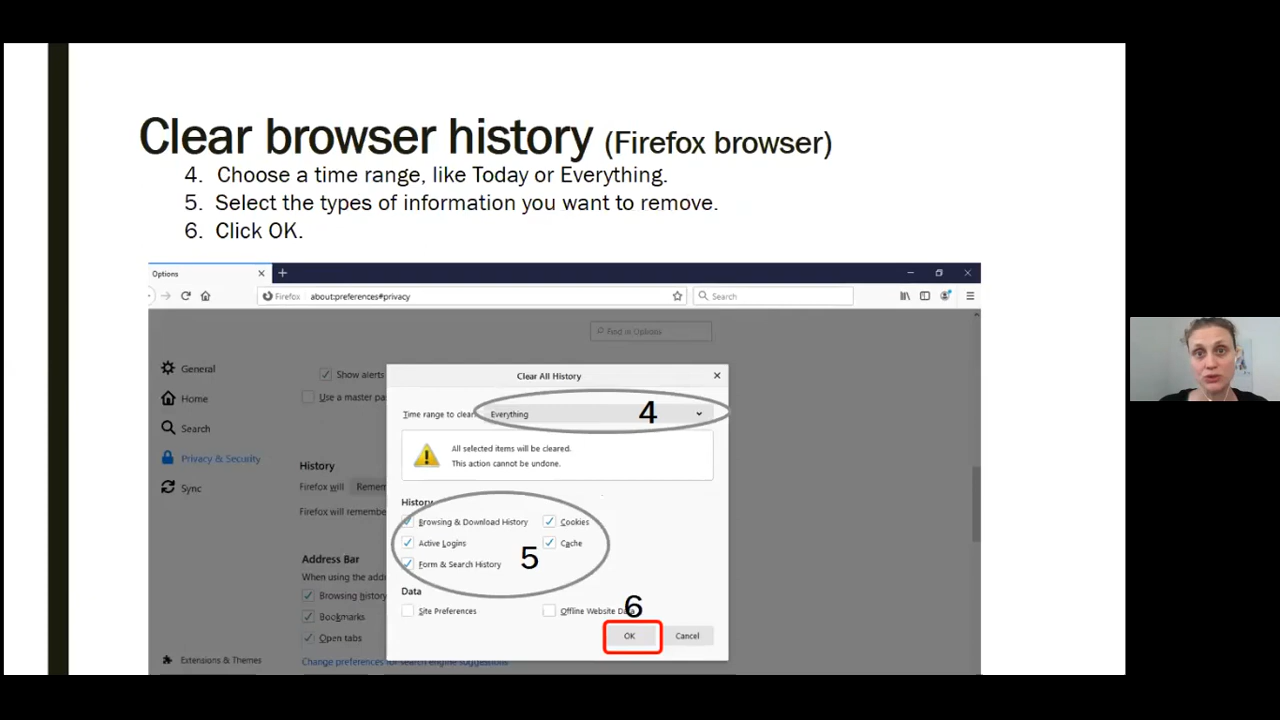 Clear browser history (Firefox browser)
4. Choose a time range, like Today or Everything.
5. Select the types of information you want to remove.
6. Click OK.
Options
Firefox about:preferences#privacy Search
Find in Options
General
Show alerts
Home
Use a master pa
Search
Privacy & Security
Sync
History
Firefox will Remem
Firefox will remembe
Address Bar
When using the addre
Browsing history
Bookmarks
Open tabs
Change preferences for search engine suggestions
Extensions & Themes
Clear All History
Time range to clear: Everything 4
All selected items will be cleared.
This action cannot be undone.
History
Browsing & Download History Cookies
Active Logins Cache
Form & Search History
5
Data
Site Preferences Offline Website Data
6
OK Cancel